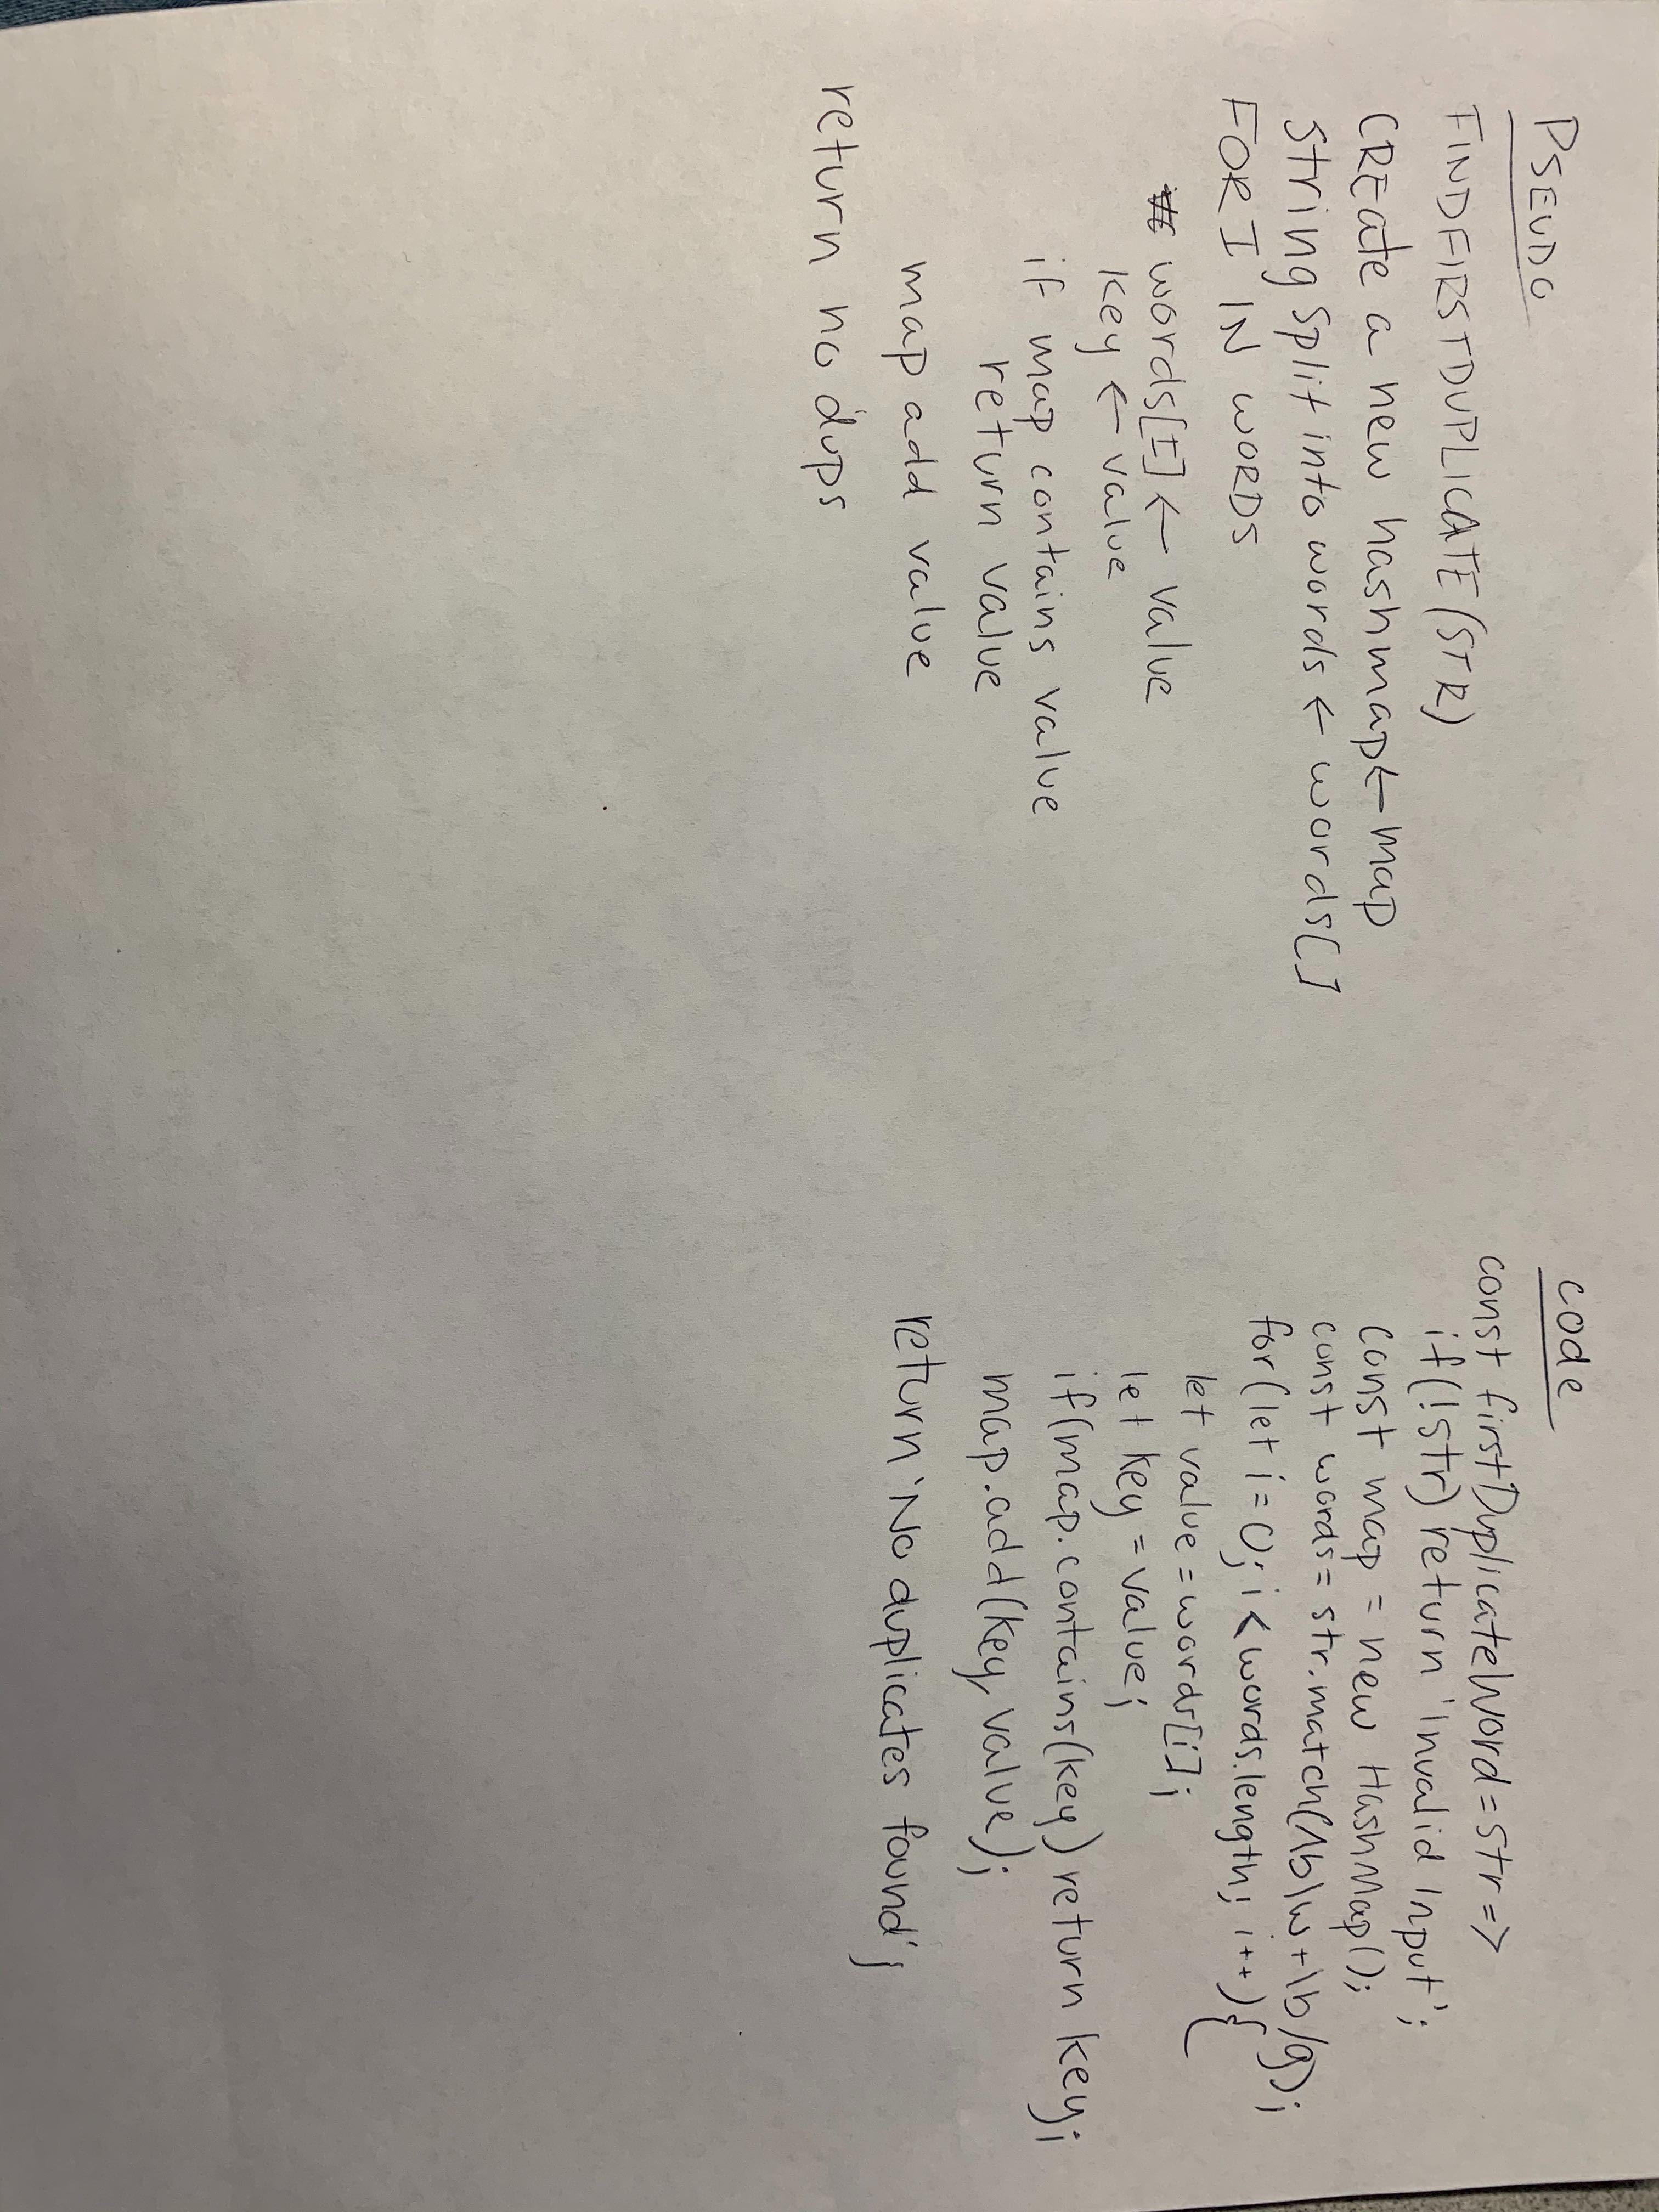 PSEUDO
FINDFIRSTDUPLICATE(STR)
CREate a new hashmap ← map
String split into words ← words[]
FOR I IN WORDS
words[I] ← value
key ← value
if map contains value
return value
map add value
return no dups
code
const firstDuplicateWord = str =>
if(!str) return 'Invalid Input';
const map = new HashMap();
const words = str.match(/\b\w+\b/g);
for(let i=0; i<words.length; i++){
let value = words[i];
let key = value;
if(map.contains(key) return key;
map.add(key, value);
return 'No duplicates found';